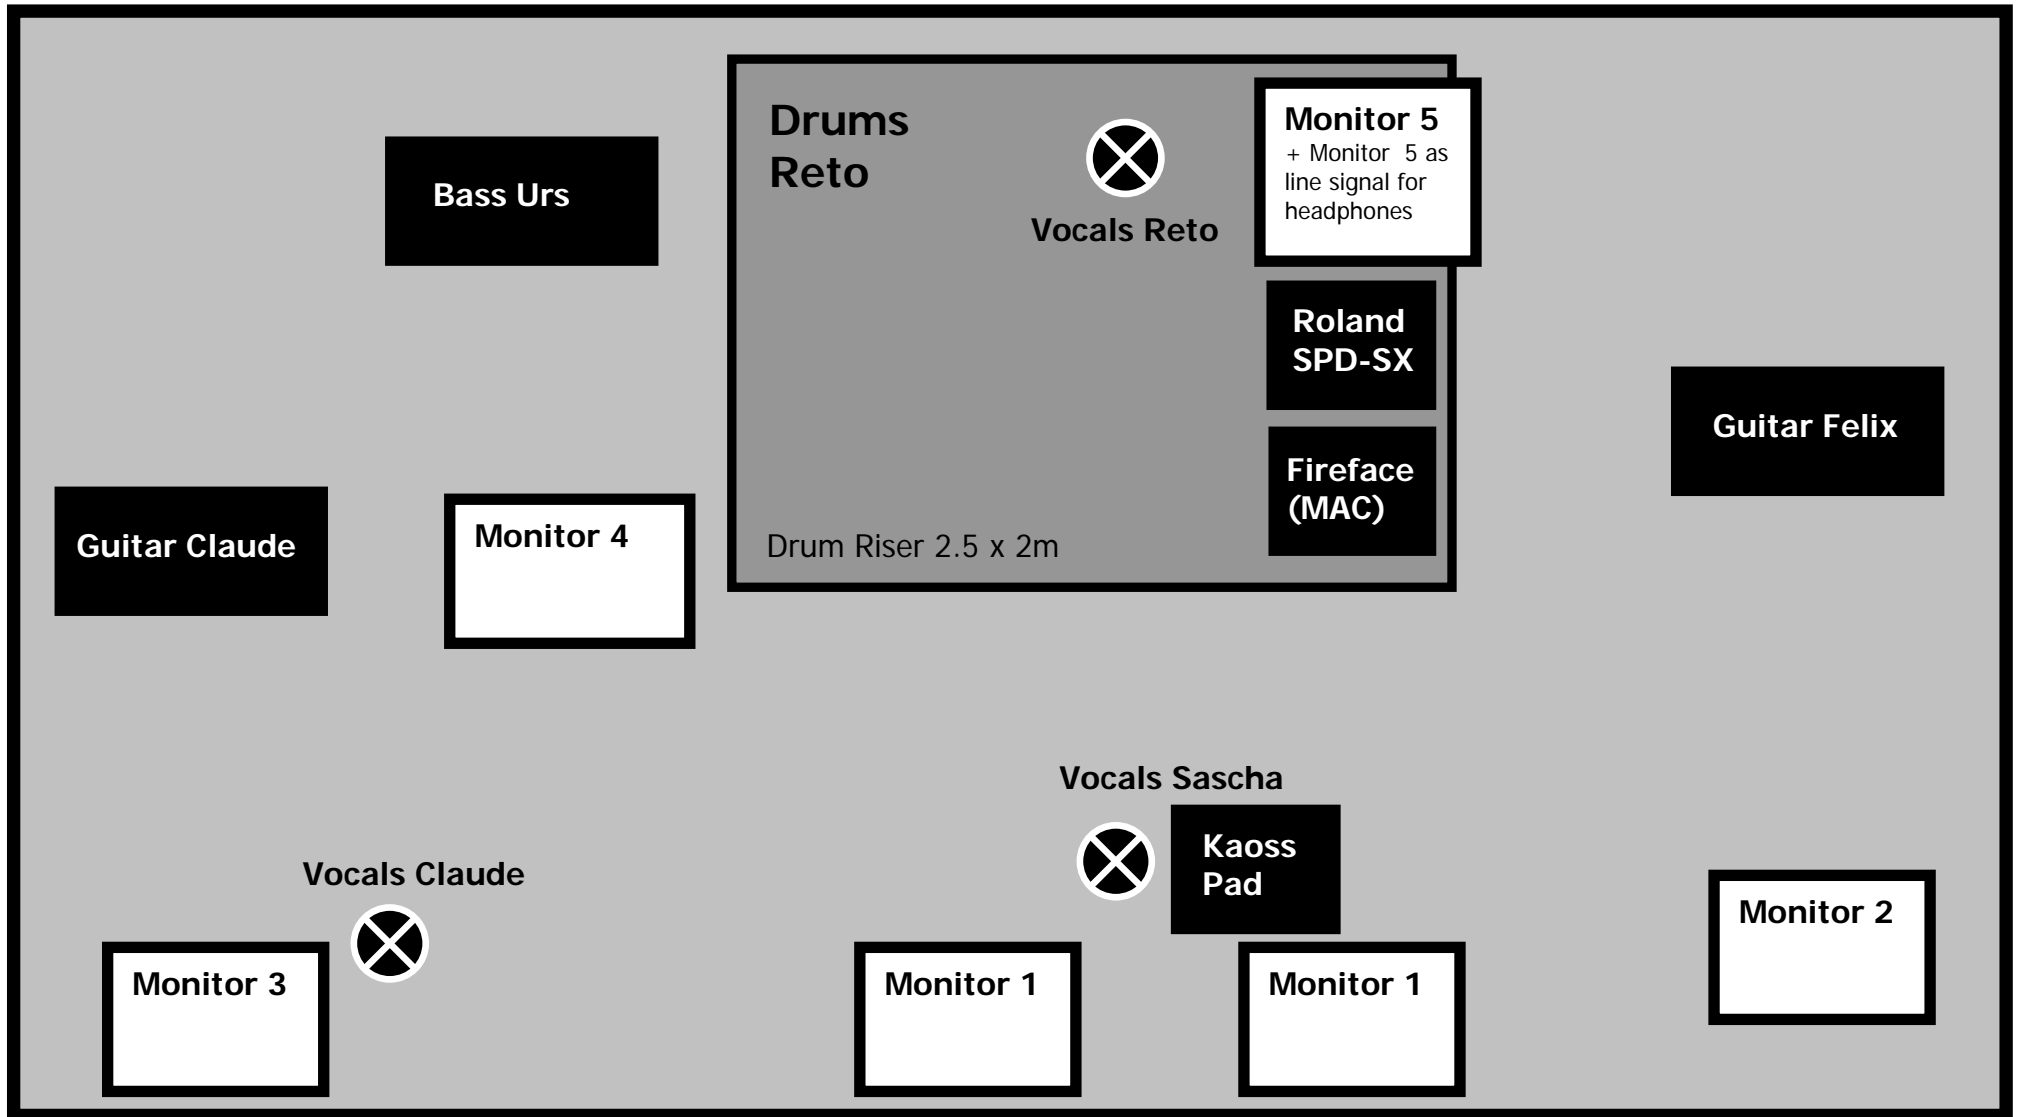 Drums
Reto
Vocals Reto
Monitor 5
+ Monitor 5 as
line signal for
headphones
Bass Urs
Roland
SPD-SX
Guitar Felix
Fireface
(MAC)
Guitar Claude
Monitor 4
Drum Riser 2.5 x 2m
Vocals Sascha
Kaoss
Pad
Vocals Claude
Monitor 2
Monitor 3
Monitor 1
Monitor 1